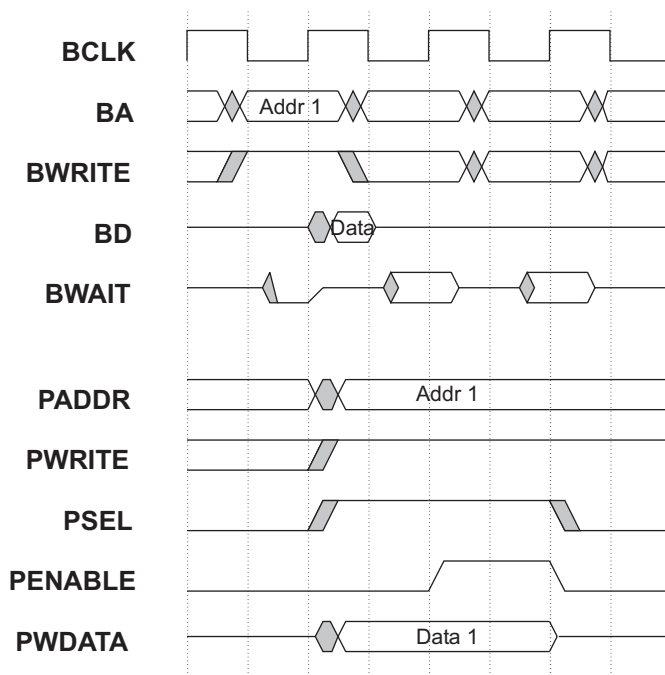 BCLK
BA
Addr 1
BWRITE
BD
Data
BWAIT
PADDR
Addr 1
PWRITE
PSEL
PENABLE
PWDATA
Data 1